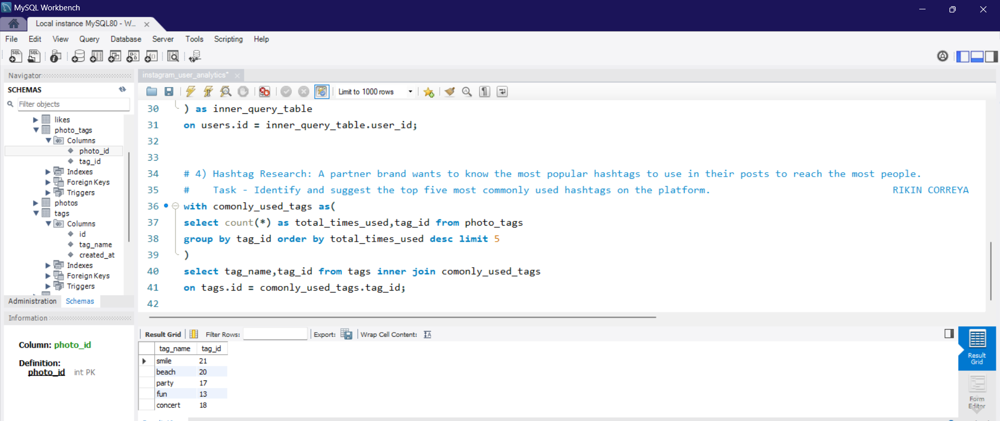 MySQL Workbench
Local instance MySQL80 - W...
File Edit View Query Database Server Tools Scripting Help
Navigator
SCHEMAS
Filter objects
likes
photo_tags
Columns
photo_id
tag_id
Indexes
Foreign Keys
Triggers
photos
tags
Columns
id
tag_name
created_at
Indexes
Foreign Keys
Triggers
Administration Schemas
Information
Column: photo_id
Definition:
photo_id int PK
instagram_user_analytics*
Limit to 1000 rows
30 ) as inner_query_table
31 on users.id = inner_query_table.user_id;
32
33
34 # 4) Hashtag Research: A partner brand wants to know the most popular hashtags to use in their posts to reach the most people.
35 # Task - Identify and suggest the top five most commonly used hashtags on the platform. RIKIN CORREYA
36 with comonly_used_tags as(
37 select count(*) as total_times_used,tag_id from photo_tags
38 group by tag_id order by total_times_used desc limit 5
39 )
40 select tag_name,tag_id from tags inner join comonly_used_tags
41 on tags.id = comonly_used_tags.tag_id;
42
Result Grid Filter Rows: Export: Wrap Cell Content:
tag_name tag_id
smile 21
beach 20
party 17
fun 13
concert 18
Result
Grid
Form
Editor